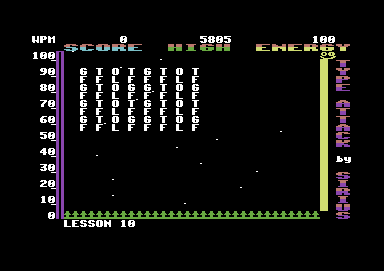 WPM 0 5805 100
SCORE HIGH ENERGY
100 99
90 G T O T G T O T
F F L F F F L F
80
70
60
50
40
30
20
10
0
TYPE ATTACK by SIRIUS
LESSON 10